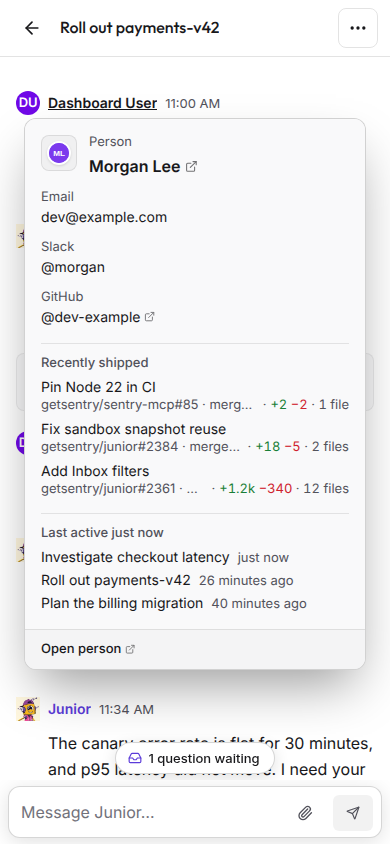 Roll out payments-v42
DU Dashboard User 11:00 AM
Person
ML
Morgan Lee
Email
dev@example.com
Slack
@morgan
GitHub
@dev-example
Recently shipped
Pin Node 22 in CI
getsentry/sentry-mcp#85 · merg... · +2 −2 · 1 file
Fix sandbox snapshot reuse
getsentry/junior#2384 · merge... · +18 −5 · 2 files
Add Inbox filters
getsentry/junior#2361 · ... · +1.2k −340 · 12 files
Last active just now
Investigate checkout latency just now
Roll out payments-v42 26 minutes ago
Plan the billing migration 40 minutes ago
Open person
Junior 11:34 AM
The canary error rate is flat for 30 minutes,
1 question waiting
and p95 latency did not move. I need your
Message Junior...